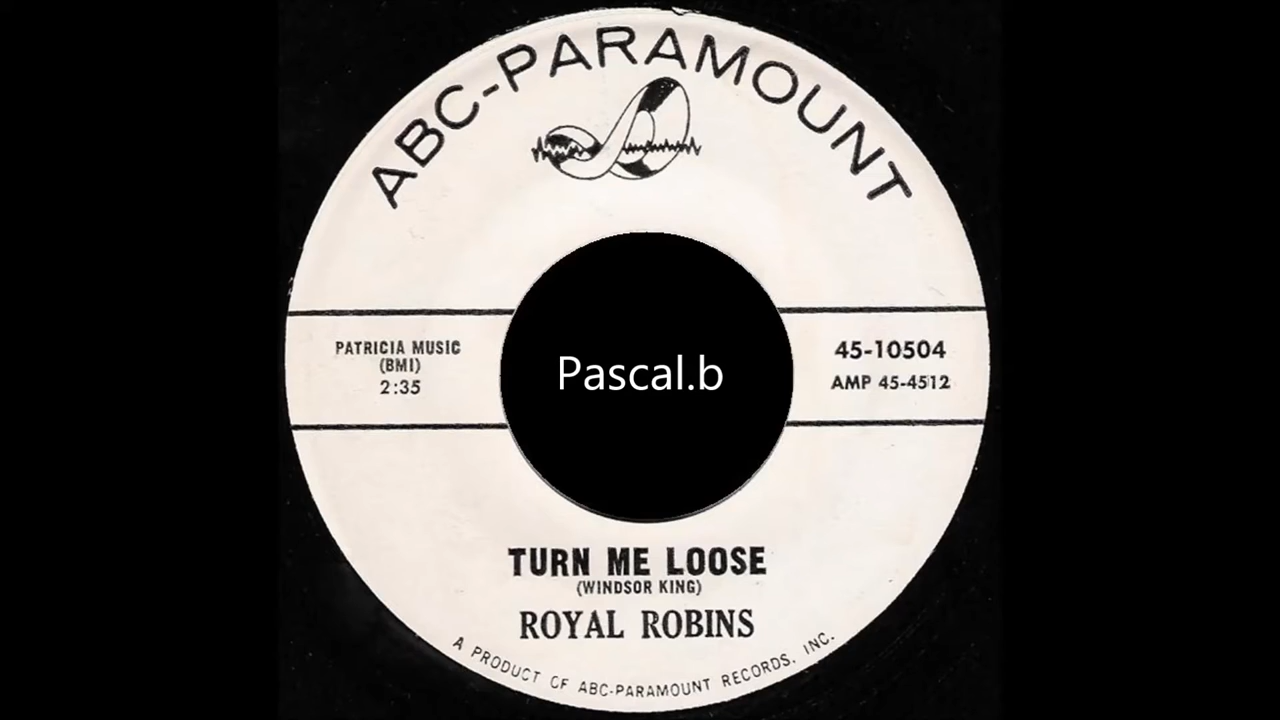 ABC-PARAMOUNT
PATRICIA MUSIC
(BMI)
2:35
45-10504
AMP 45-4512
Pascal.b
TURN ME LOOSE
(WINDSOR KING)
ROYAL ROBINS
A PRODUCT OF ABC-PARAMOUNT RECORDS, INC.